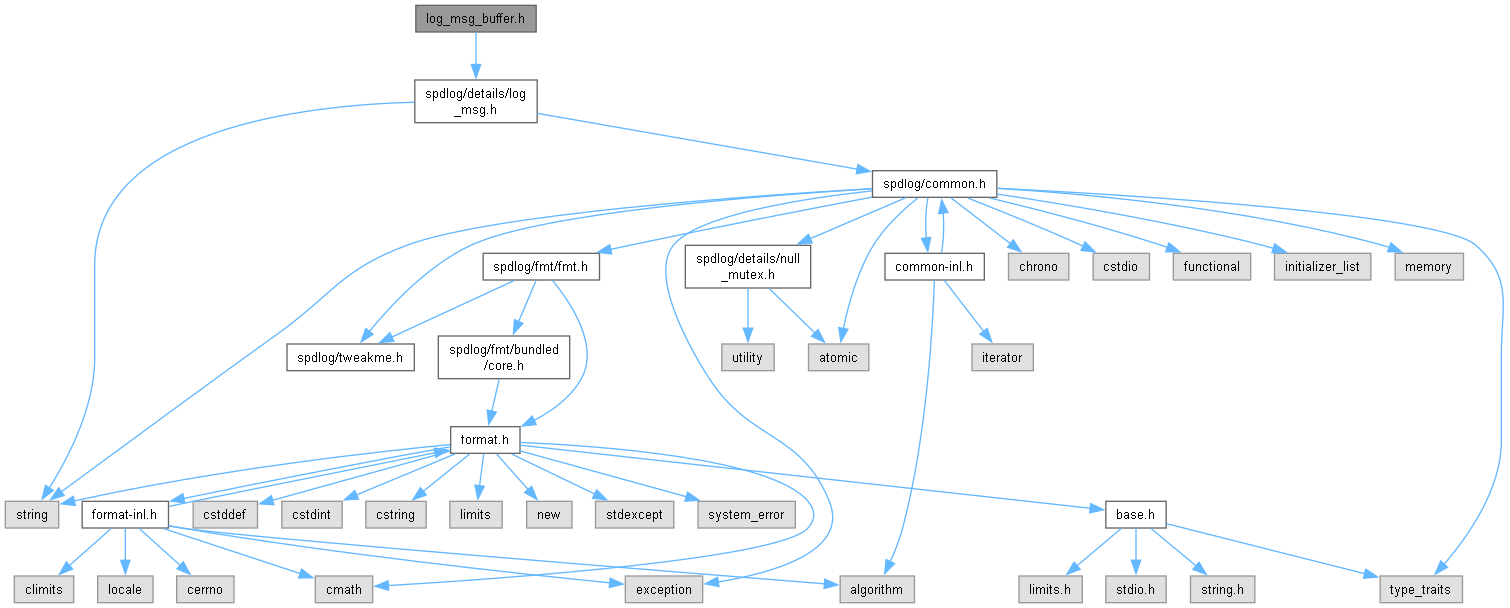 log_msg_buffer.h
spdlog/details/log
_msg.h
spdlog/common.h
spdlog/fmt/fmt.h
spdlog/details/null
_mutex.h
common-inl.h
chrono
cstdio
functional
initializer_list
memory
spdlog/tweakme.h
spdlog/fmt/bundled
/core.h
utility
atomic
iterator
format.h
string
format-inl.h
cstddef
cstdint
cstring
limits
new
stdexcept
system_error
base.h
climits
locale
cerrno
cmath
exception
algorithm
limits.h
stdio.h
string.h
type_traits